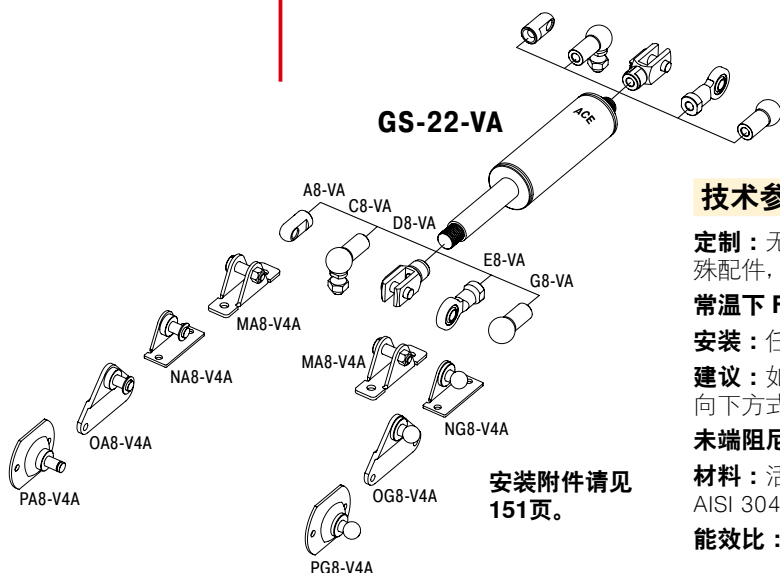 GS-22-VA
ACE
A8-VA
C8-VA
D8-VA
E8-VA
G8-VA
MA8-V4A
NA8-V4A
OA8-V4A
PA8-V4A
MA8-V4A
NG8-V4A
OG8-V4A
PG8-V4A
安装附件请见
151页。
技术参
定制：无
殊配件，
常温下 F
安装：任
建议：如
向下方式
未端阻尼
材料：活
AISI 304
能效比：